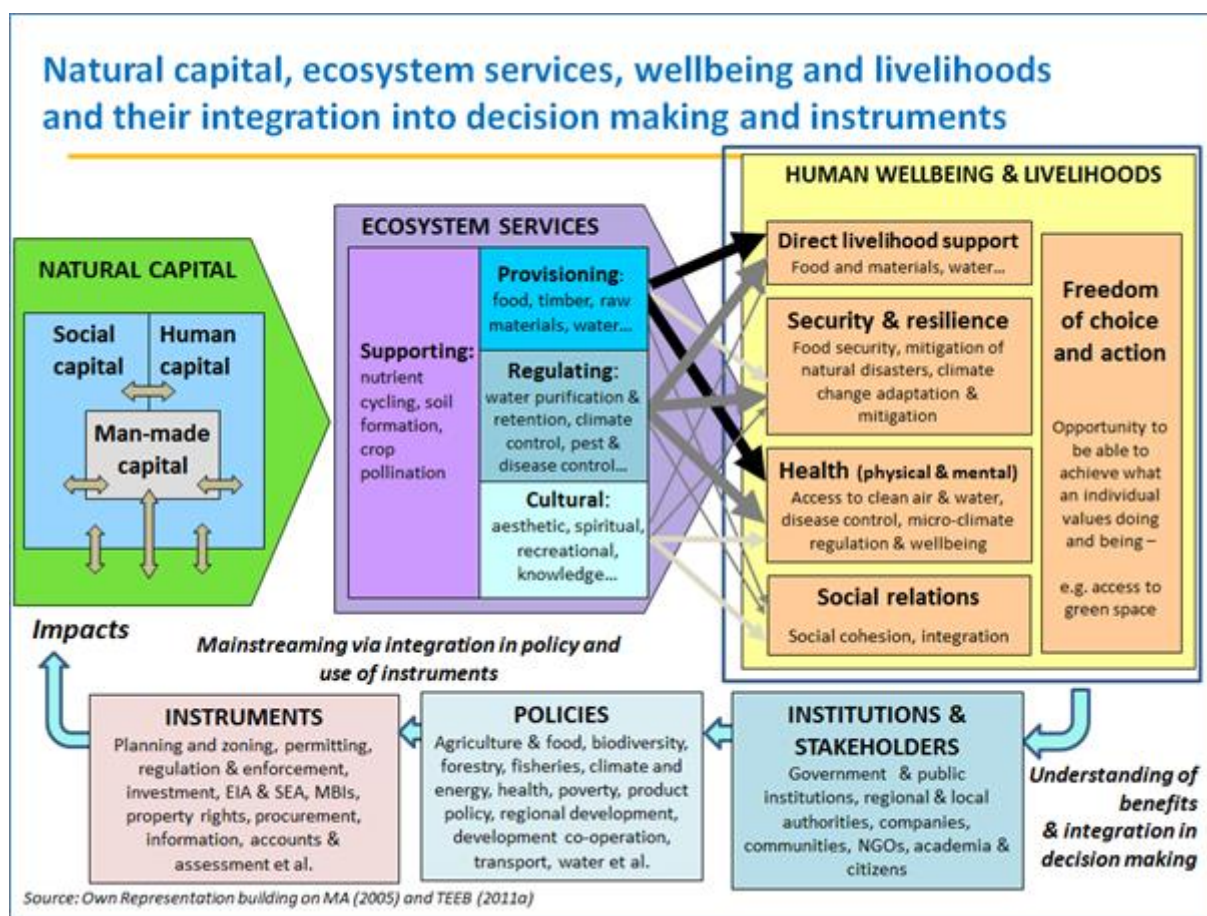 Natural capital, ecosystem services, wellbeing and livelihoods
and their integration into decision making and instruments
NATURAL CAPITAL
Social
capital
Human
capital
Man-made
capital
ECOSYSTEM SERVICES
Supporting:
nutrient
cycling, soil
formation,
crop
pollination
Provisioning:
food, timber, raw
materials, water…
Regulating:
water purification &
retention, climate
control, pest &
disease control…
Cultural:
aesthetic, spiritual,
recreational,
knowledge…
HUMAN WELLBEING & LIVELIHOODS
Direct livelihood support
Food and materials, water…
Security & resilience
Food security, mitigation of
natural disasters, climate
change adaptation &
mitigation
Health (physical & mental)
Access to clean air & water,
disease control, micro-climate
regulation & wellbeing
Social relations
Social cohesion, integration
Freedom
of choice
and action
Opportunity to
be able to
achieve what
an individual
values doing
and being –
e.g. access to
green space
Impacts
Mainstreaming via integration in policy and
use of instruments
INSTRUMENTS
Planning and zoning, permitting,
regulation & enforcement,
investment, EIA & SEA, MBIs,
property rights, procurement,
information, accounts &
assessment et al.
POLICIES
Agriculture & food, biodiversity,
forestry, fisheries, climate and
energy, health, poverty, product
policy, regional development,
development co-operation,
transport, water et al.
INSTITUTIONS &
STAKEHOLDERS
Government & public
institutions, regional & local
authorities, companies,
communities, NGOs, academia &
citizens
Understanding of
benefits
& integration in
decision making
Source: Own Representation building on MA (2005) and TEEB (2011a)